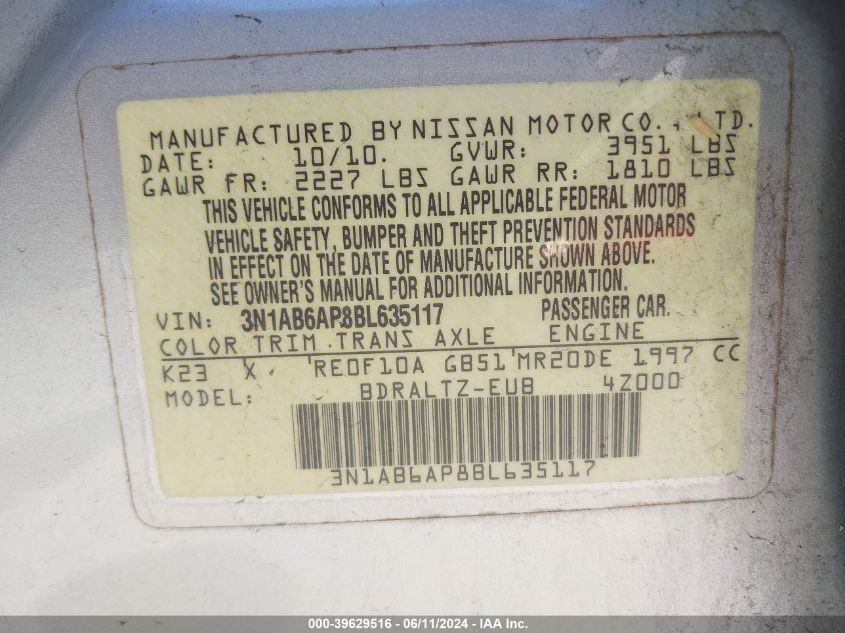 MANUFACTURED BY NISSAN MOTOR CO., LTD.
DATE: 10/10. GVWR: 3951 LBS
GAWR FR: 2227 LBS GAWR RR: 1810 LBS
THIS VEHICLE CONFORMS TO ALL APPLICABLE FEDERAL MOTOR
VEHICLE SAFETY, BUMPER AND THEFT PREVENTION STANDARDS
IN EFFECT ON THE DATE OF MANUFACTURE SHOWN ABOVE.
SEE OWNER'S MANUAL FOR ADDITIONAL INFORMATION.
VIN: 3N1AB6AP8BL635117 PASSENGER CAR.
COLOR TRIM TRANS AXLE ENGINE
K23 X RE0F10A GB51 MR20DE 1997 CC
MODEL: BDRALTZ-EUB 4Z000
3N1AB6AP8BL635117
000-39629516 - 06/11/2024 - IAA Inc.